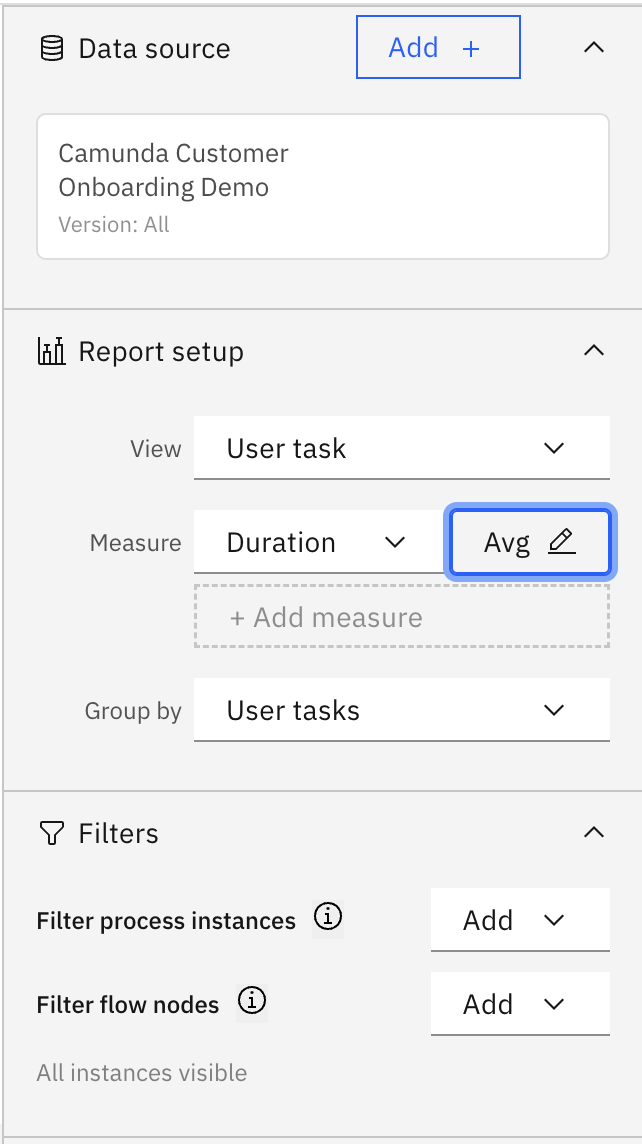 Data source
Add +
Camunda Customer
Onboarding Demo
Version: All
Report setup
View User task
Measure Duration Avg
+ Add measure
Group by User tasks
Filters
Filter process instances Add
Filter flow nodes Add
All instances visible